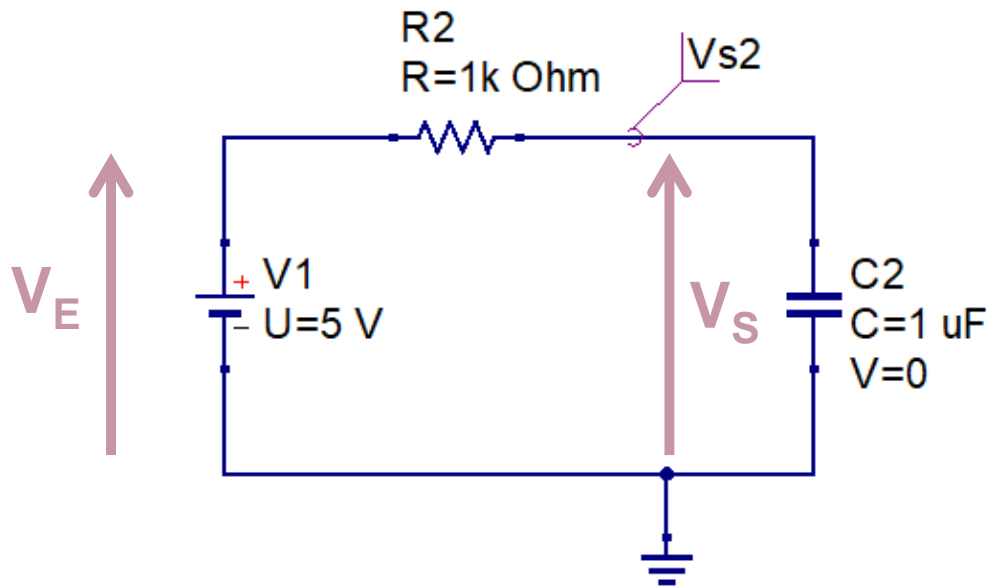 R2
R=1k Ohm
Vs2
VE
+ V1
– U=5 V
VS
C2
C=1 uF
V=0